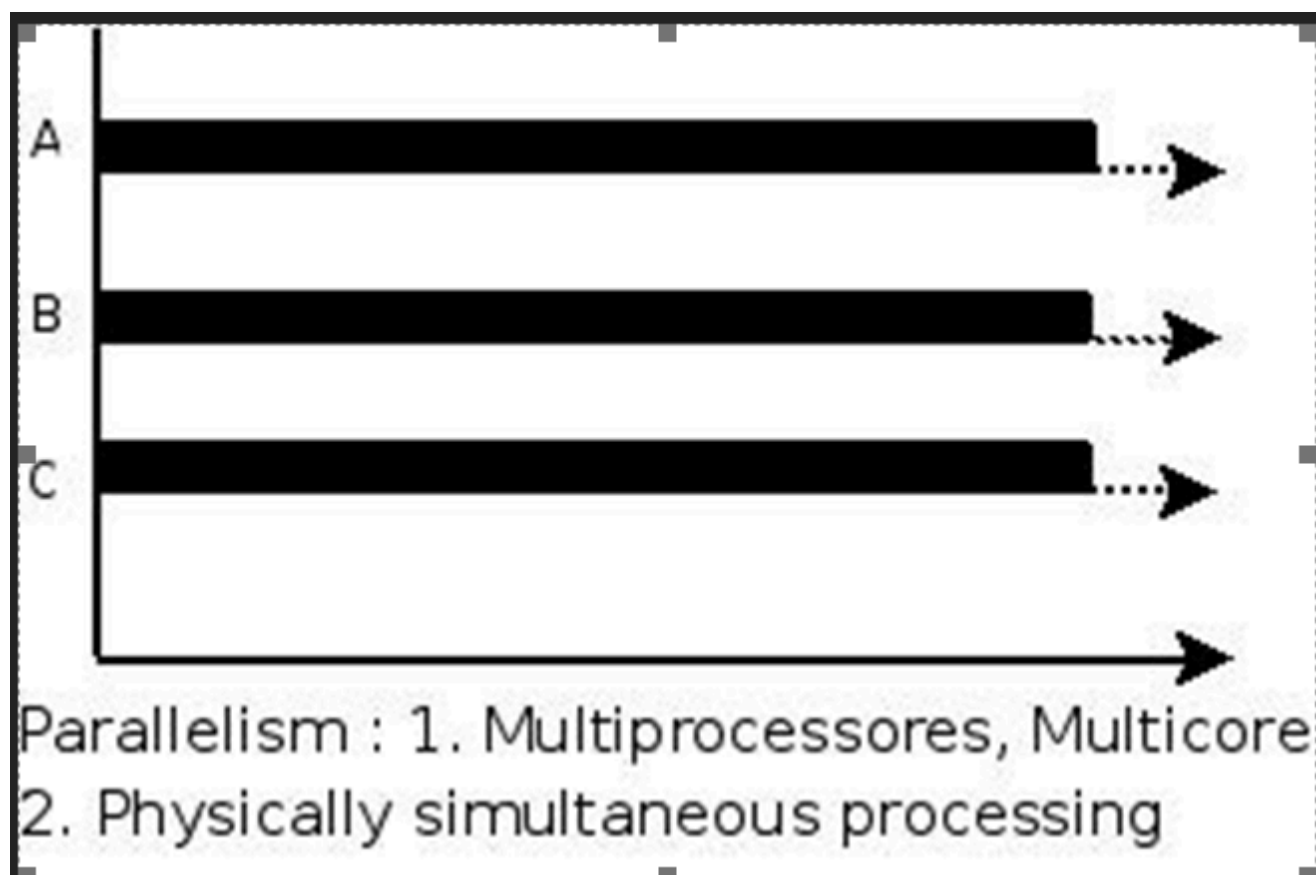 A
B
C
Parallelism : 1. Multiprocessores, Multicore
2. Physically simultaneous processing